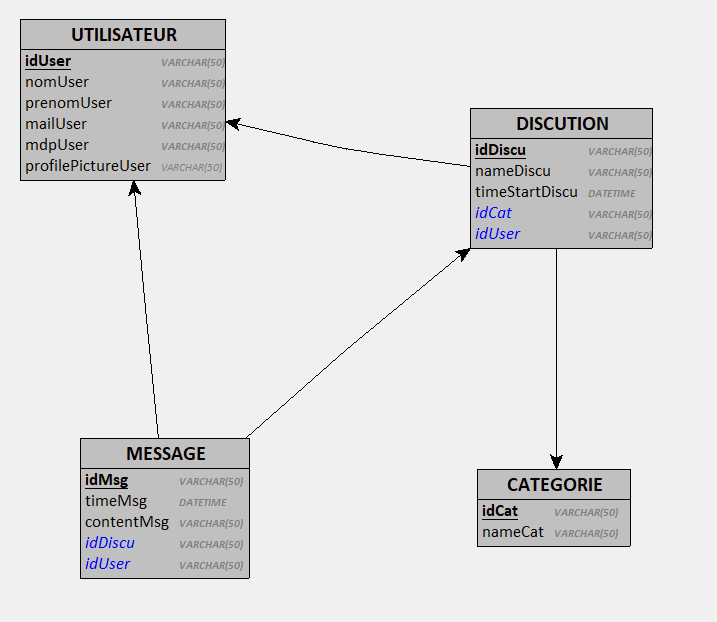 UTILISATEUR
idUser VARCHAR(50)
nomUser VARCHAR(50)
prenomUser VARCHAR(50)
mailUser VARCHAR(50)
mdpUser VARCHAR(50)
profilePictureUser VARCHAR(50)
DISCUTION
idDiscu VARCHAR(50)
nameDiscu VARCHAR(50)
timeStartDiscu DATETIME
idCat VARCHAR(50)
idUser VARCHAR(50)
MESSAGE
idMsg VARCHAR(50)
timeMsg DATETIME
contentMsg VARCHAR(50)
idDiscu VARCHAR(50)
idUser VARCHAR(50)
CATEGORIE
idCat VARCHAR(50)
nameCat VARCHAR(50)